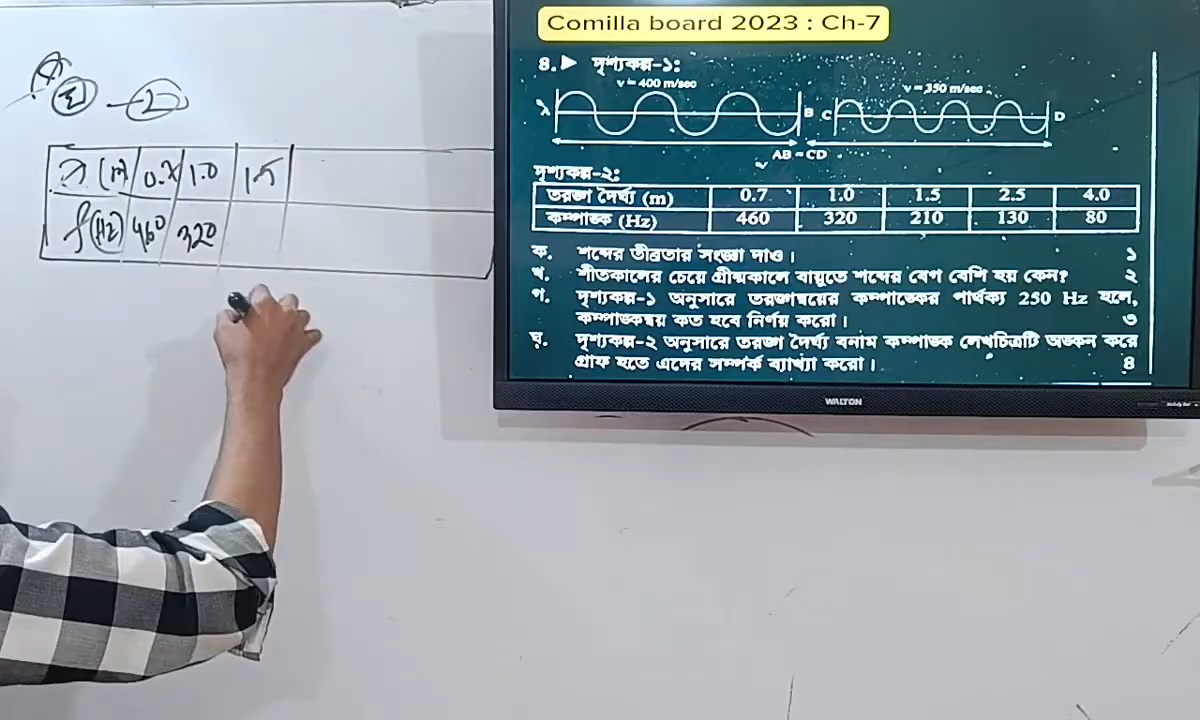 Comilla board 2023 : Ch-7
৪. ▶ দৃশ্যকল্প-১:
v = 400 m/sec
v = 350 m/sec
A B C D
AB = CD
দৃশ্যকল্প-২:
তরঙ্গ দৈর্ঘ্য (m) 0.7 1.0 1.5 2.5 4.0
কম্পাঙ্ক (Hz) 460 320 210 130 80
ক. শব্দের তীব্রতার সংজ্ঞা দাও। ১
খ. শীতকালের চেয়ে গ্রীষ্মকালে বায়ুতে শব্দের বেগ বেশি হয় কেন? ২
গ. দৃশ্যকল্প-১ অনুসারে তরঙ্গদ্বয়ের কম্পাঙ্কের পার্থক্য 250 Hz হলে,
কম্পাঙ্কদ্বয় কত হবে নির্ণয় করো। ৩
ঘ. দৃশ্যকল্প-২ অনুসারে তরঙ্গ দৈর্ঘ্য বনাম কম্পাঙ্ক লেখচিত্রটি অঙ্কন করে
গ্রাফ হতে এদের সম্পর্ক ব্যাখ্যা করো। ৪
WALTON
ঘ - 2
λ (m) 0.7 1.0 1.5
f (Hz) 460 320